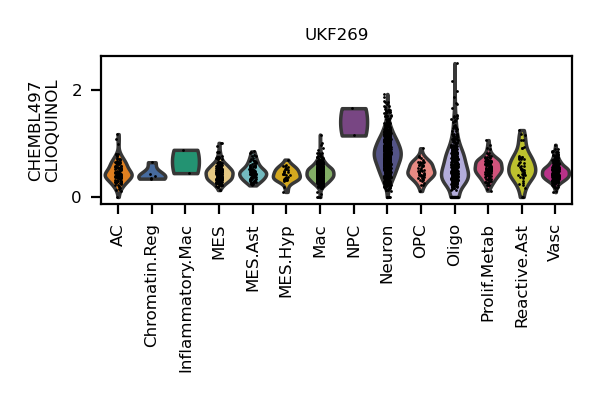 UKF269
CHEMBL497
CLIOQUINOL
2
0
AC
Chromatin.Reg
Inflammatory.Mac
MES
MES.Ast
MES.Hyp
Mac
NPC
Neuron
OPC
Oligo
Prolif.Metab
Reactive.Ast
Vasc